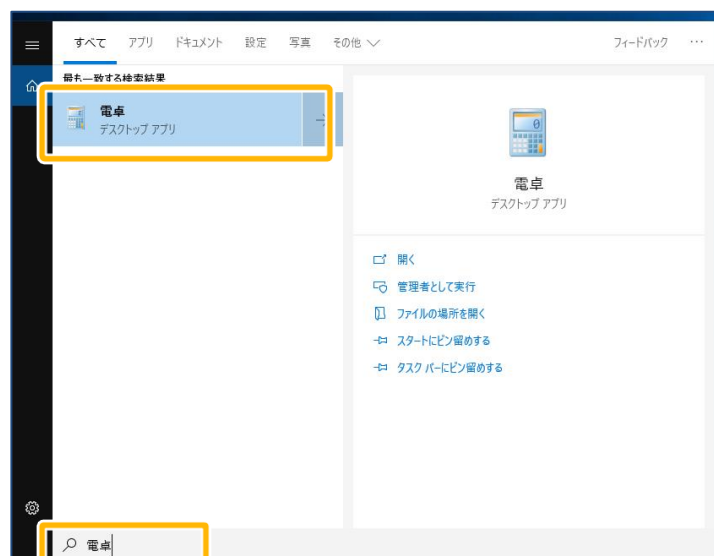 すべて アプリ ドキュメント 設定 写真 その他 フィードバック …
最も一致する検索結果
電卓
デスクトップ アプリ
電卓
デスクトップ アプリ
開く
管理者として実行
ファイルの場所を開く
スタートにピン留めする
タスク バーにピン留めする
電卓